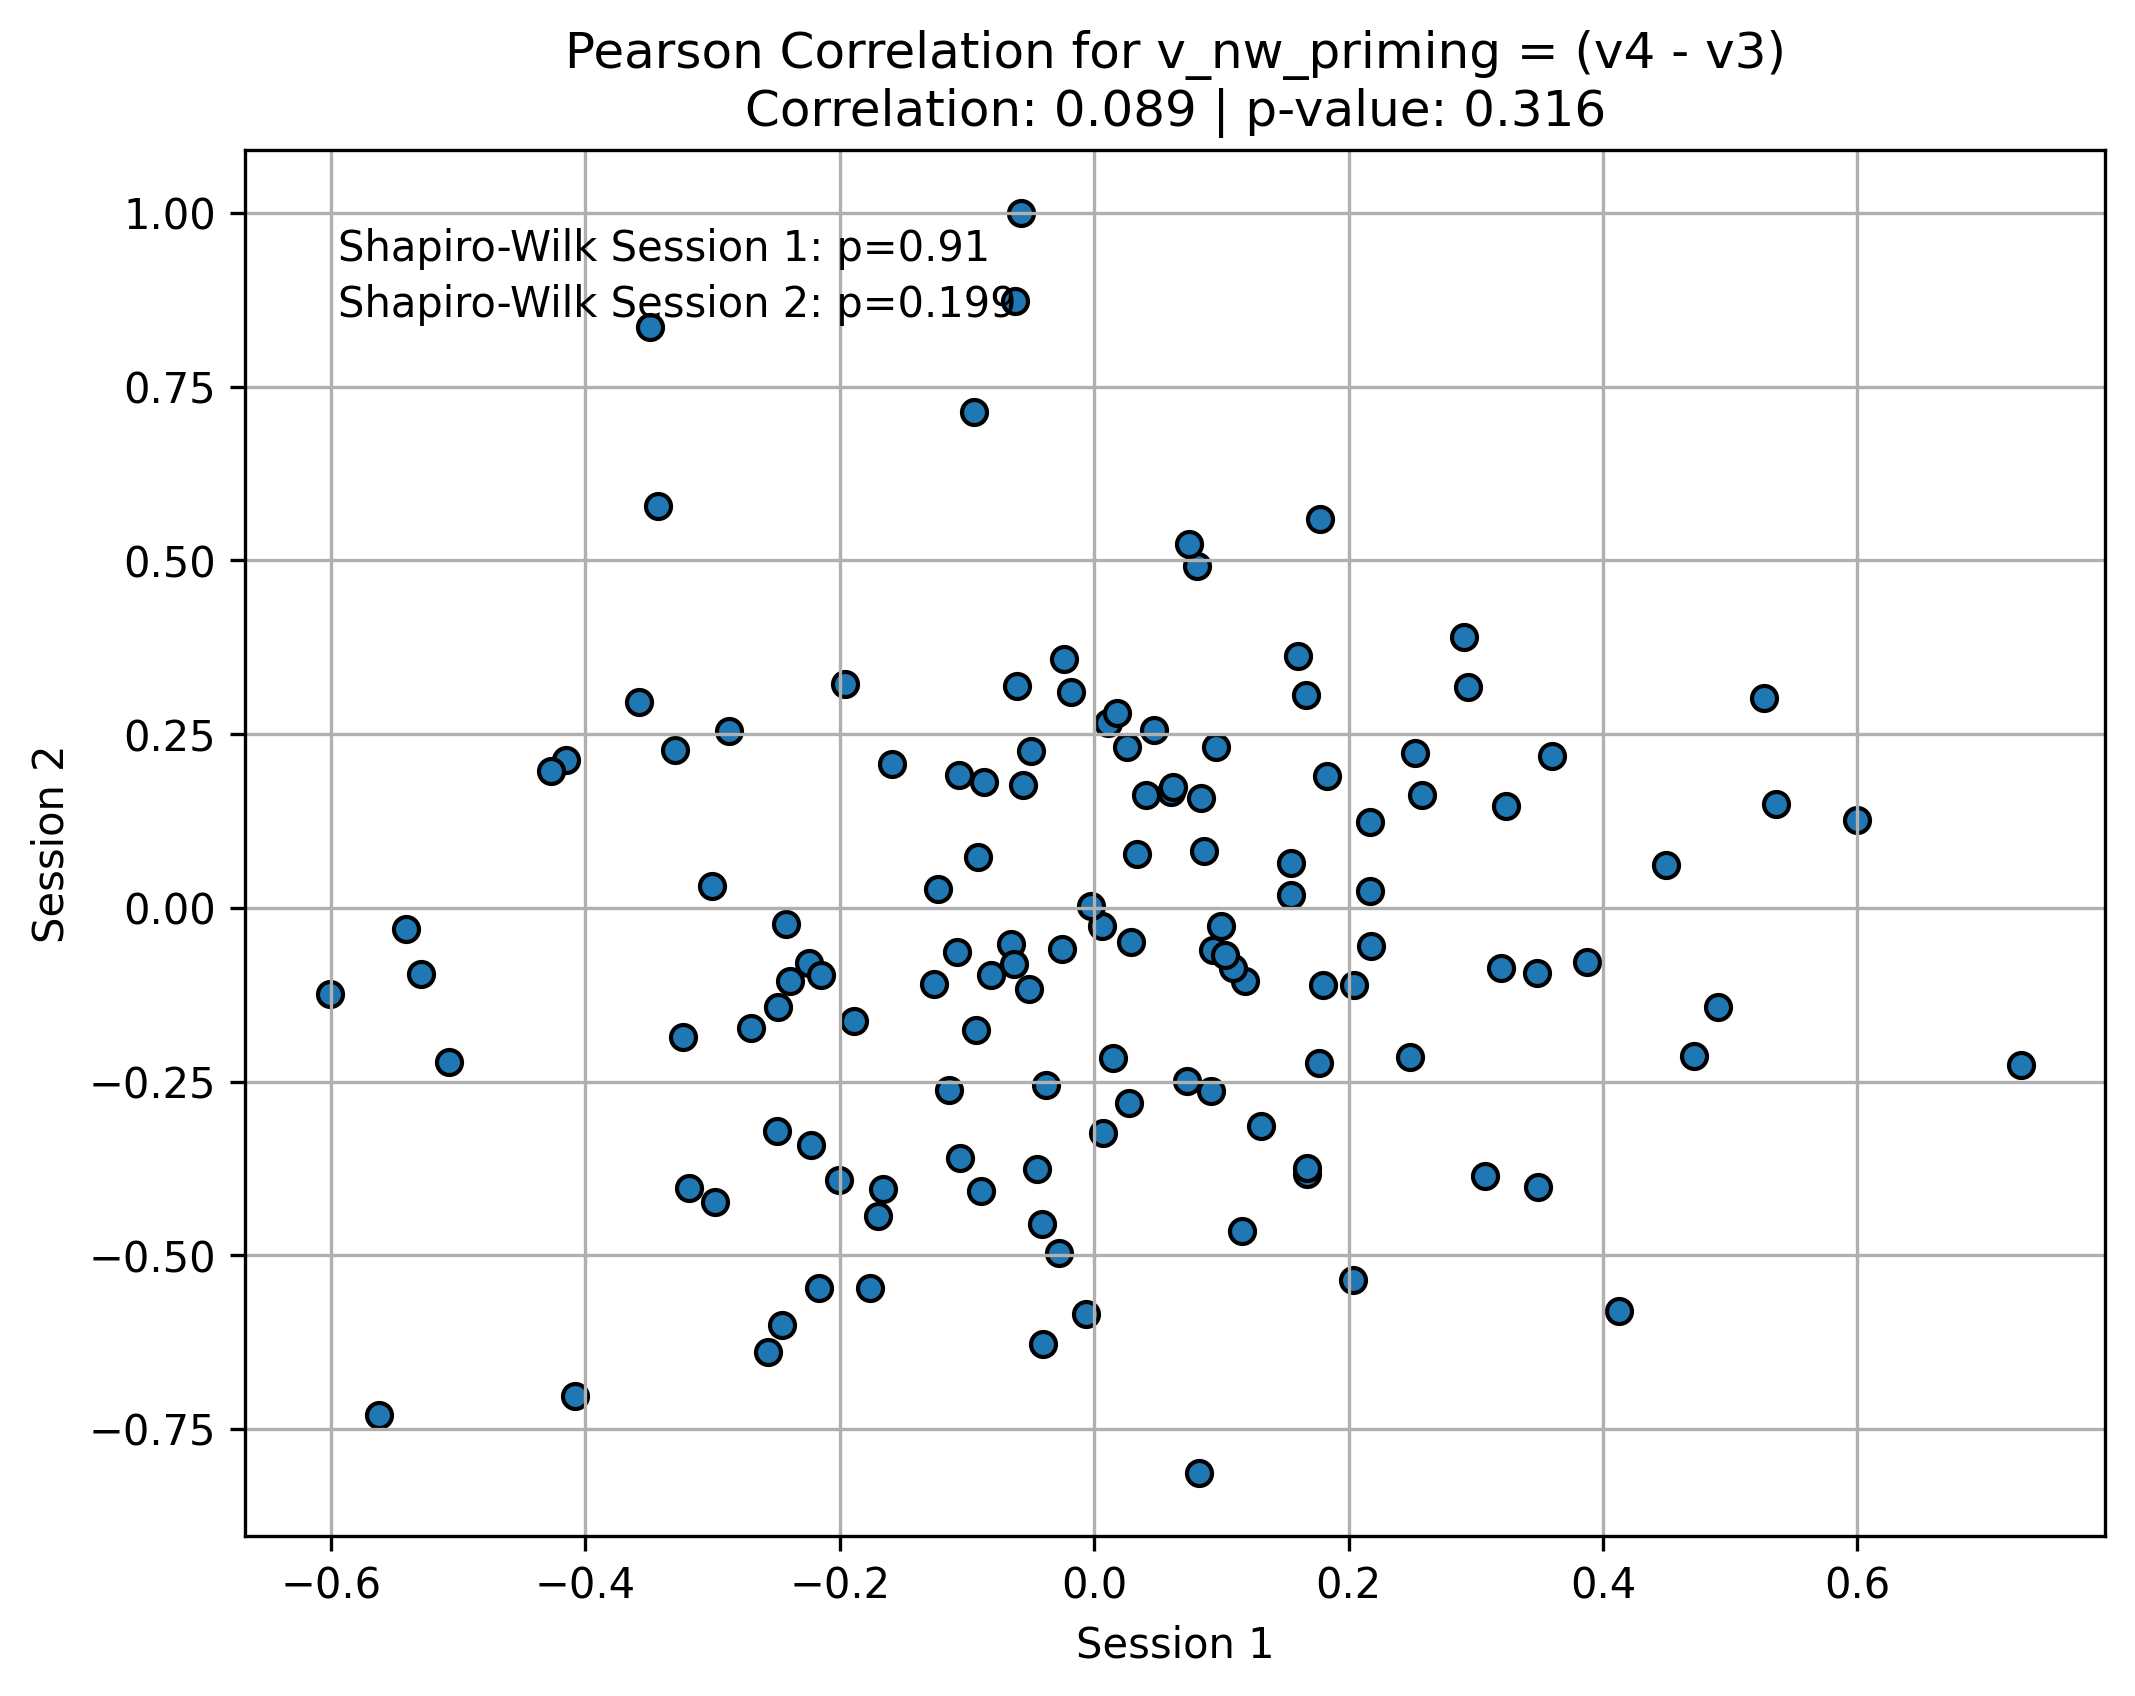 Pearson Correlation for v_nw_priming = (v4 - v3)
Correlation: 0.089 | p-value: 0.316
Shapiro-Wilk Session 1: p=0.91
Shapiro-Wilk Session 2: p=0.199
1.00
0.75
0.50
0.25
0.00
−0.25
−0.50
−0.75
Session 2
−0.6
−0.4
−0.2
0.0
0.2
0.4
0.6
Session 1